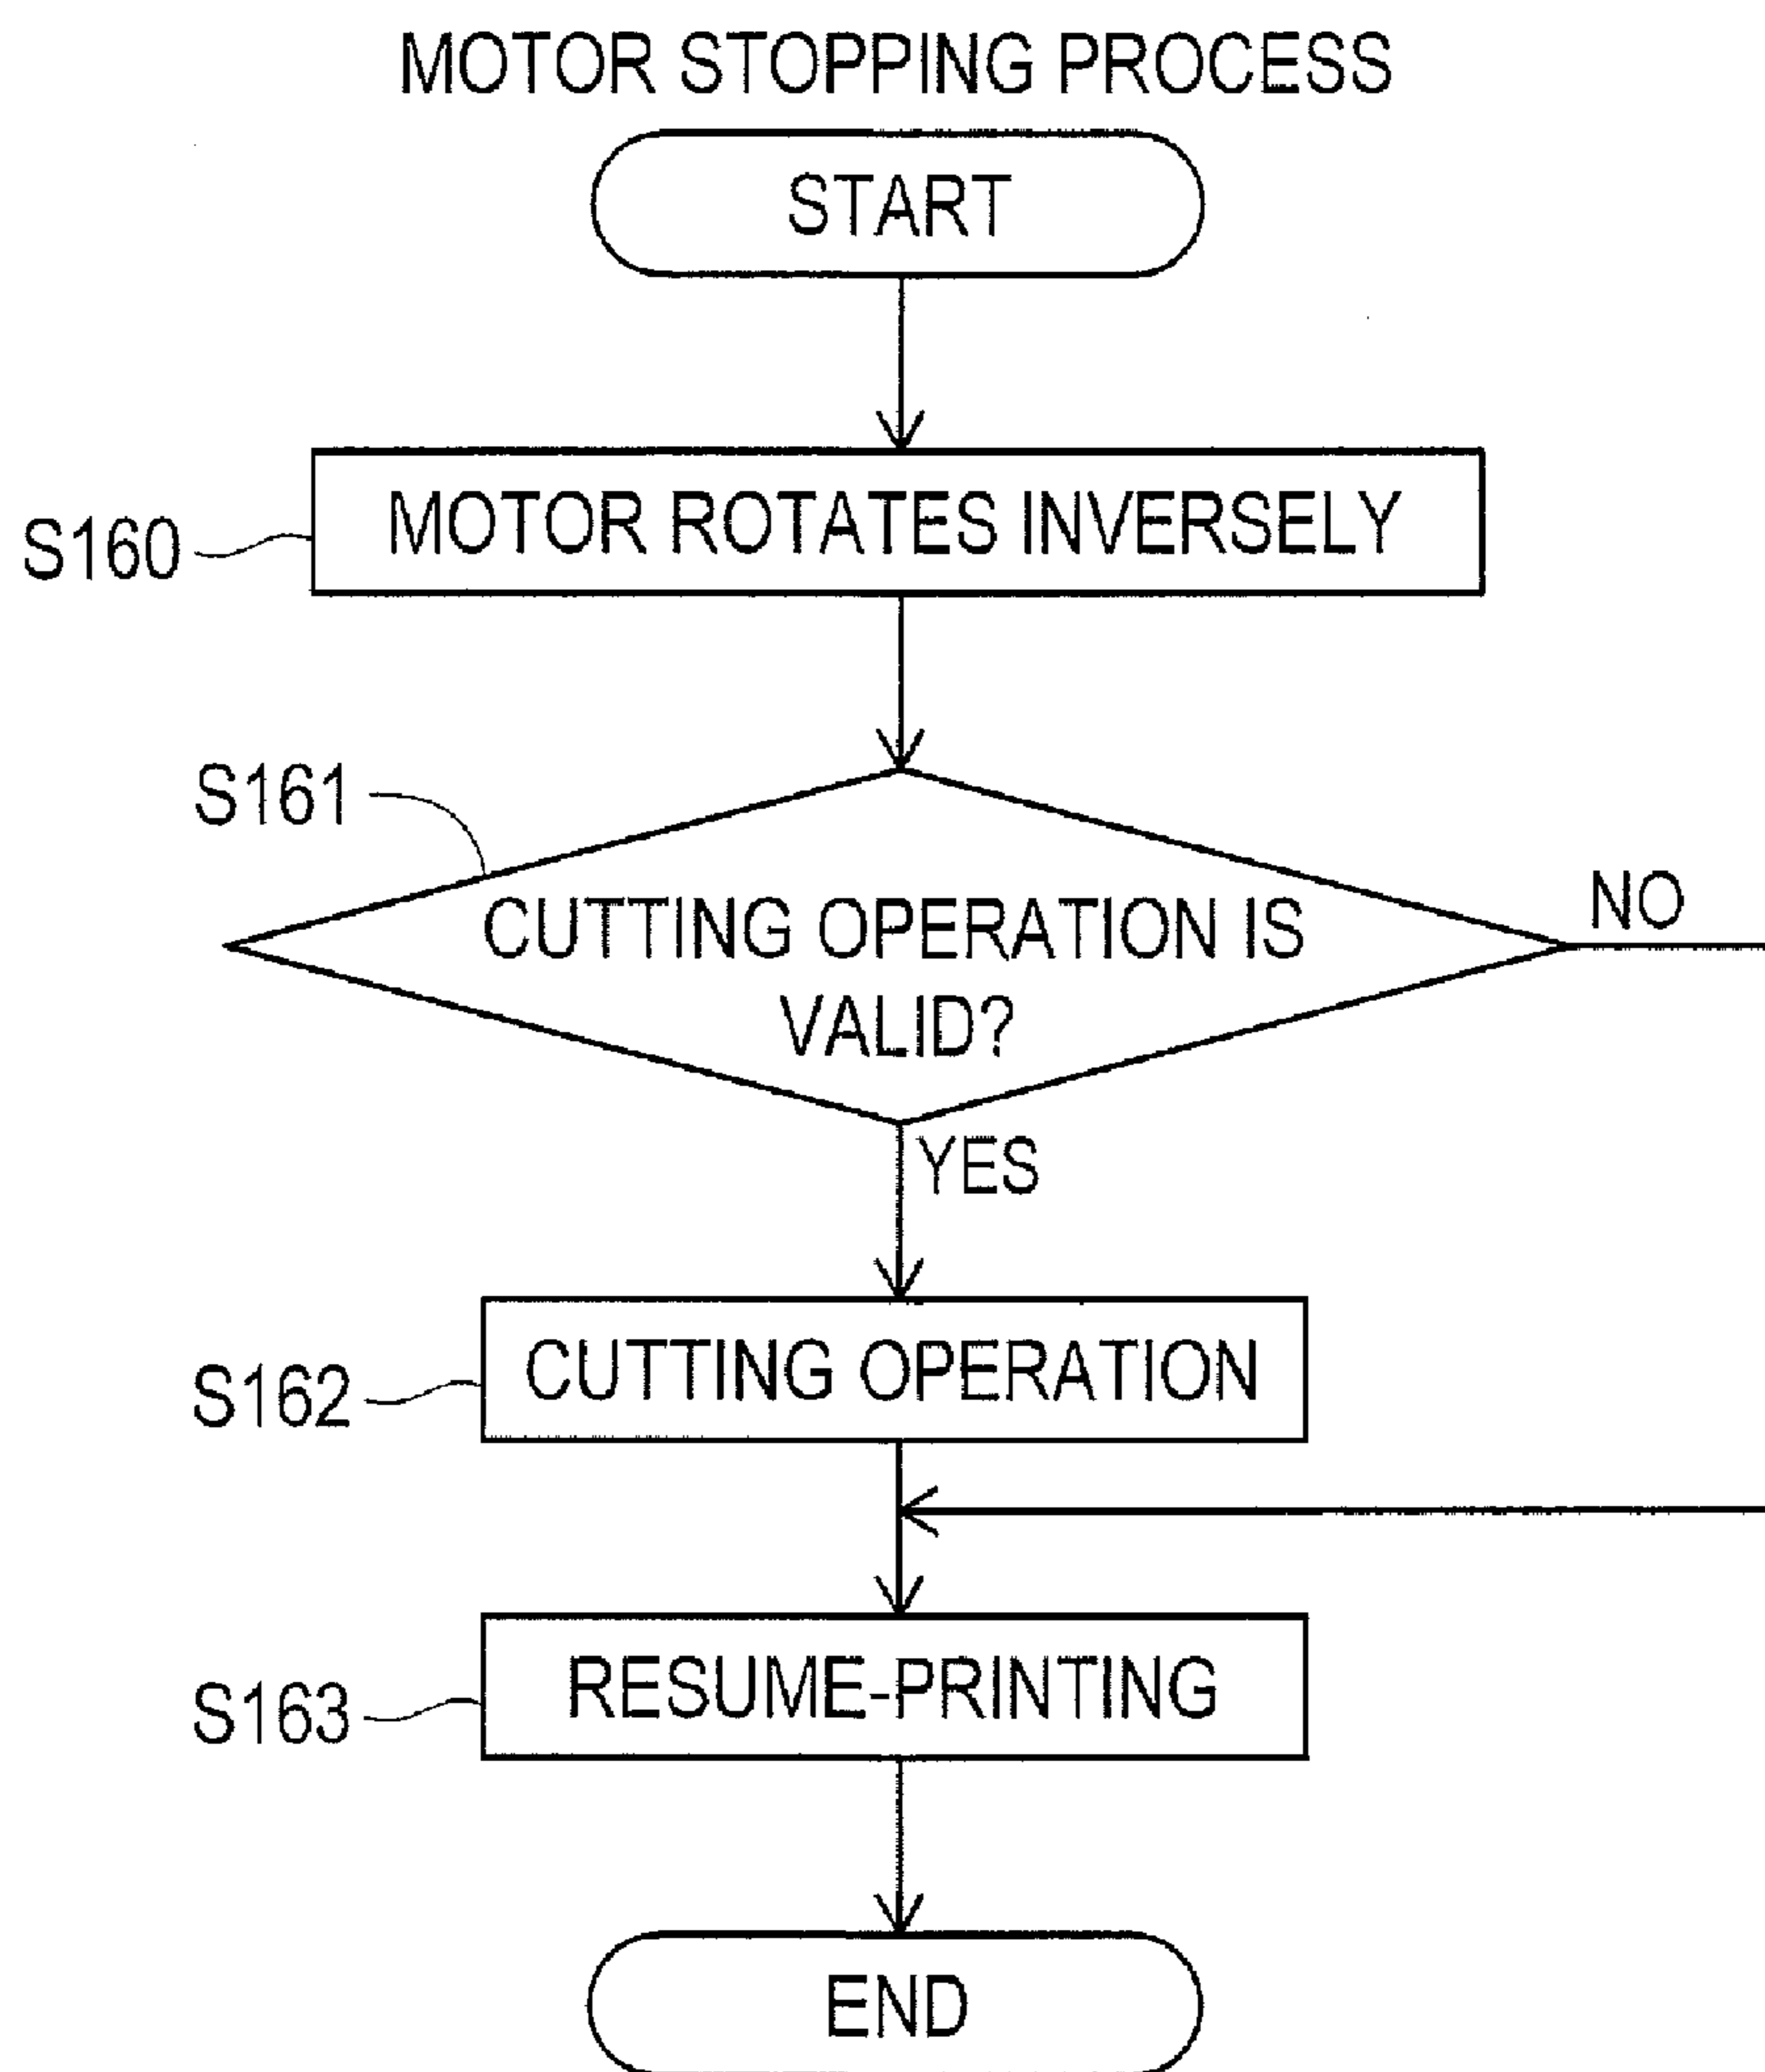 MOTOR STOPPING PROCESS
START
S160
MOTOR ROTATES INVERSELY
S161
CUTTING OPERATION IS
VALID?
NO
YES
S162
CUTTING OPERATION
S163
RESUME-PRINTING
END